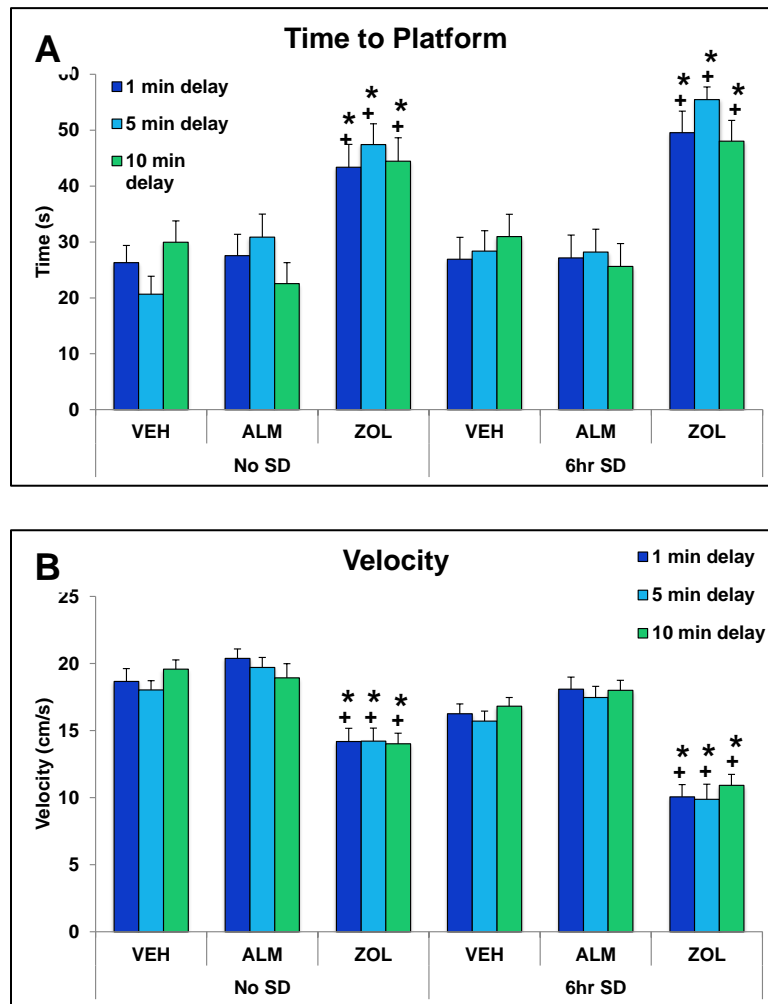 A
Time to Platform
60
50
40
30
20
10
0
Time (s)
1 min delay
5 min delay
10 min
delay
* * * * * *
+ + + + + +
VEH ALM ZOL VEH ALM ZOL
No SD 6hr SD
B
Velocity
25
20
15
10
5
0
Velocity (cm/s)
1 min delay
5 min delay
10 min delay
* * * * * *
+ + + + + +
VEH ALM ZOL VEH ALM ZOL
No SD 6hr SD